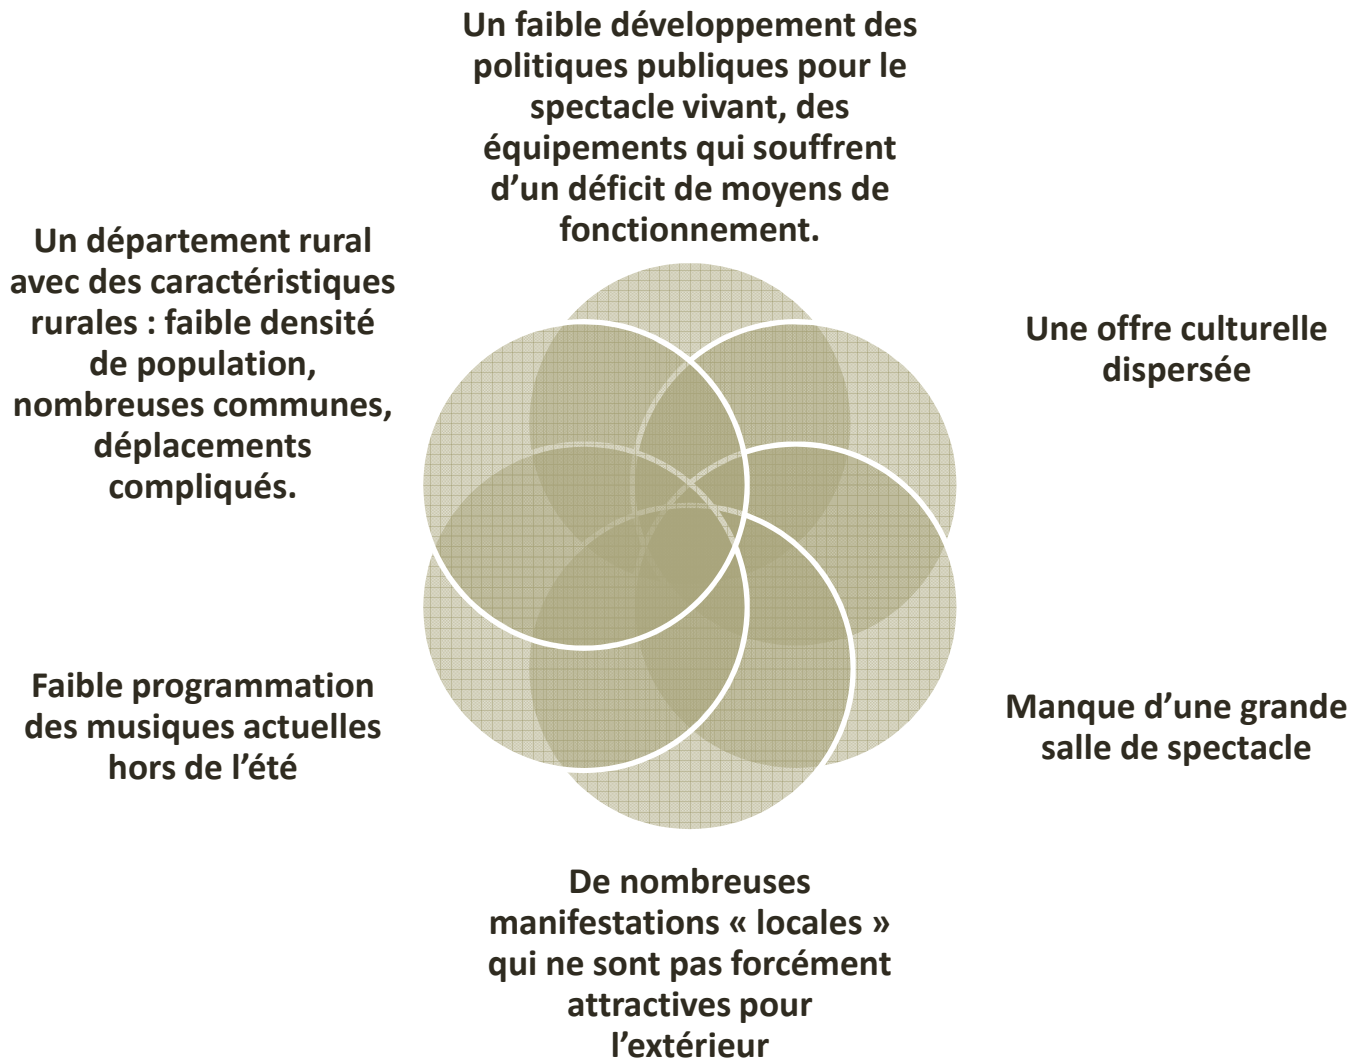 Un faible développement des
politiques publiques pour le
spectacle vivant, des
équipements qui souffrent
d’un déficit de moyens de
fonctionnement.
Une offre culturelle
dispersée
Manque d’une grande
salle de spectacle
De nombreuses
manifestations « locales »
qui ne sont pas forcément
attractives pour
l’extérieur
Faible programmation
des musiques actuelles
hors de l’été
Un département rural
avec des caractéristiques
rurales : faible densité
de population,
nombreuses communes,
déplacements
compliqués.